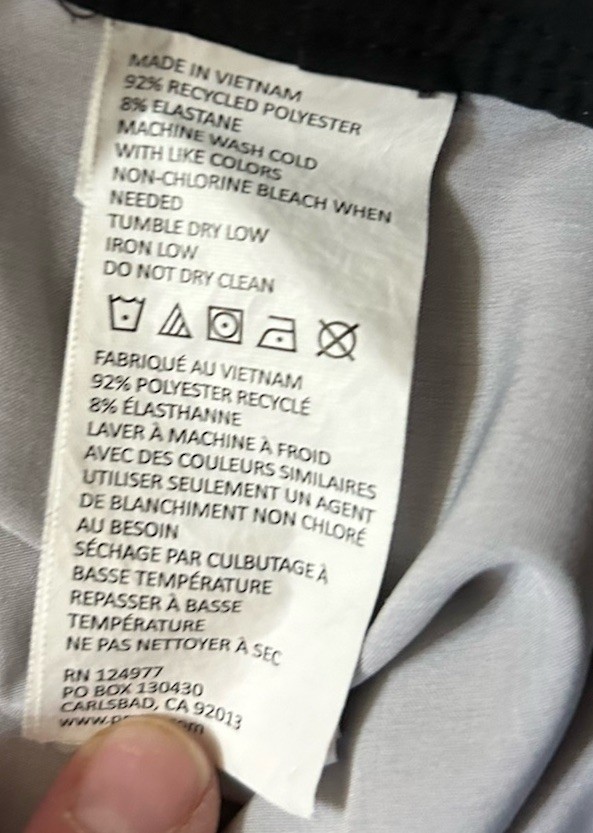 MADE IN VIETNAM
92% RECYCLED POLYESTER
8% ELASTANE
MACHINE WASH COLD
WITH LIKE COLORS
NON-CHLORINE BLEACH WHEN
NEEDED
TUMBLE DRY LOW
IRON LOW
DO NOT DRY CLEAN
FABRIQUÉ AU VIETNAM
92% POLYESTER RECYCLÉ
8% ÉLASTHANNE
LAVER À MACHINE À FROID
AVEC DES COULEURS SIMILAIRES
UTILISER SEULEMENT UN AGENT
DE BLANCHIMENT NON CHLORÉ
AU BESOIN
SÉCHAGE PAR CULBUTAGE À
BASSE TEMPÉRATURE
REPASSER À BASSE
TEMPÉRATURE
NE PAS NETTOYER À SEC
RN 124977
PO BOX 130430
CARLSBAD, CA 92013